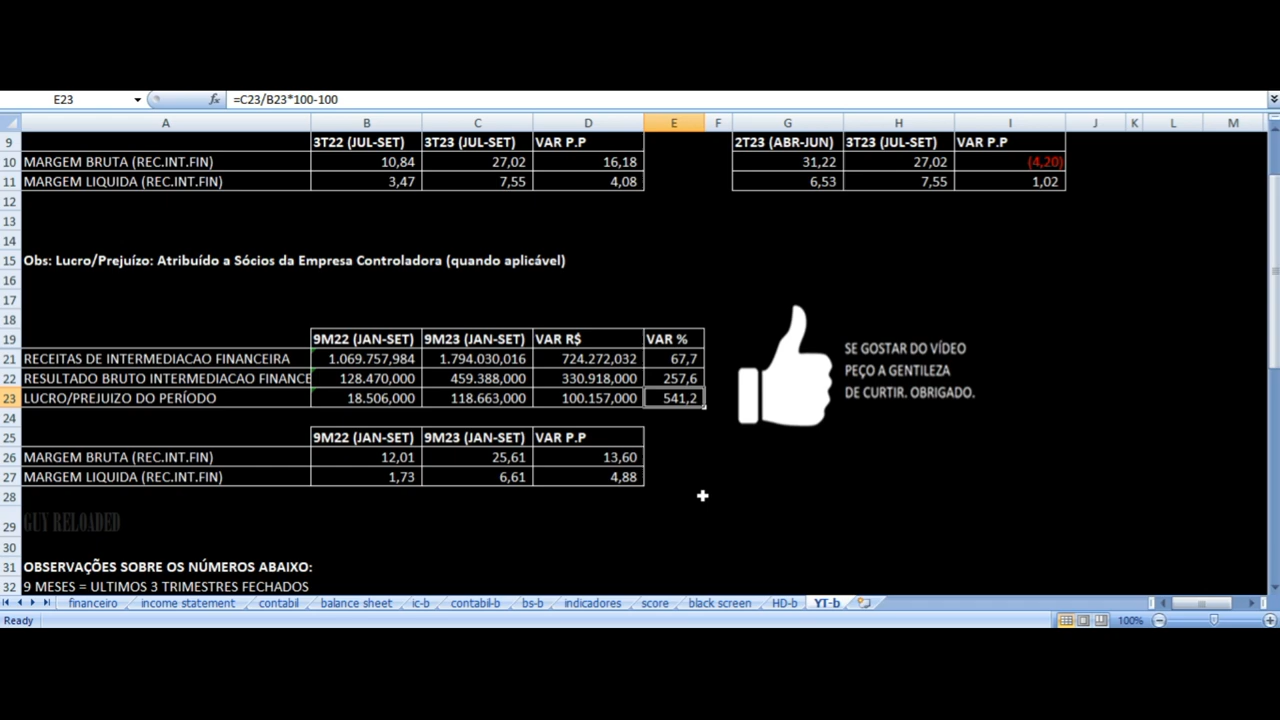 E23 fx =C23/B23*100-100
A B C D E F G H I J K L M
9 3T22 (JUL-SET) 3T23 (JUL-SET) VAR P.P 2T23 (ABR-JUN) 3T23 (JUL-SET) VAR P.P
10 MARGEM BRUTA (REC.INT.FIN) 10,84 27,02 16,18 31,22 27,02 (4,20)
11 MARGEM LIQUIDA (REC.INT.FIN) 3,47 7,55 4,08 6,53 7,55 1,02
12
13
14
15 Obs: Lucro/Prejuízo: Atribuído a Sócios da Empresa Controladora (quando aplicável)
16
17
18
19 9M22 (JAN-SET) 9M23 (JAN-SET) VAR R$ VAR %
21 RECEITAS DE INTERMEDIACAO FINANCEIRA 1.069.757,984 1.794.030,016 724.272,032 67,7
22 RESULTADO BRUTO INTERMEDIACAO FINANCE 128.470,000 459.388,000 330.918,000 257,6
23 LUCRO/PREJUIZO DO PERÍODO 18.506,000 118.663,000 100.157,000 541,2
24
25 9M22 (JAN-SET) 9M23 (JAN-SET) VAR P.P
26 MARGEM BRUTA (REC.INT.FIN) 12,01 25,61 13,60
27 MARGEM LIQUIDA (REC.INT.FIN) 1,73 6,61 4,88
28
29 GUY RELOADED
30
31 OBSERVAÇÕES SOBRE OS NÚMEROS ABAIXO:
32 9 MESES = ULTIMOS 3 TRIMESTRES FECHADOS
SE GOSTAR DO VÍDEO
PEÇO A GENTILEZA
DE CURTIR. OBRIGADO.
financeiro income statement contabil balance sheet ic-b contabil-b bs-b indicadores score black screen HD-b YT-b
Ready 100%